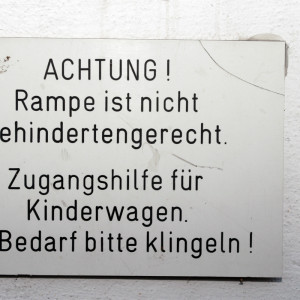 ACHTUNG !
Rampe ist nicht
ehindertengerecht.
Zugangshilfe für
Kinderwagen.
Bedarf bitte klingeln !